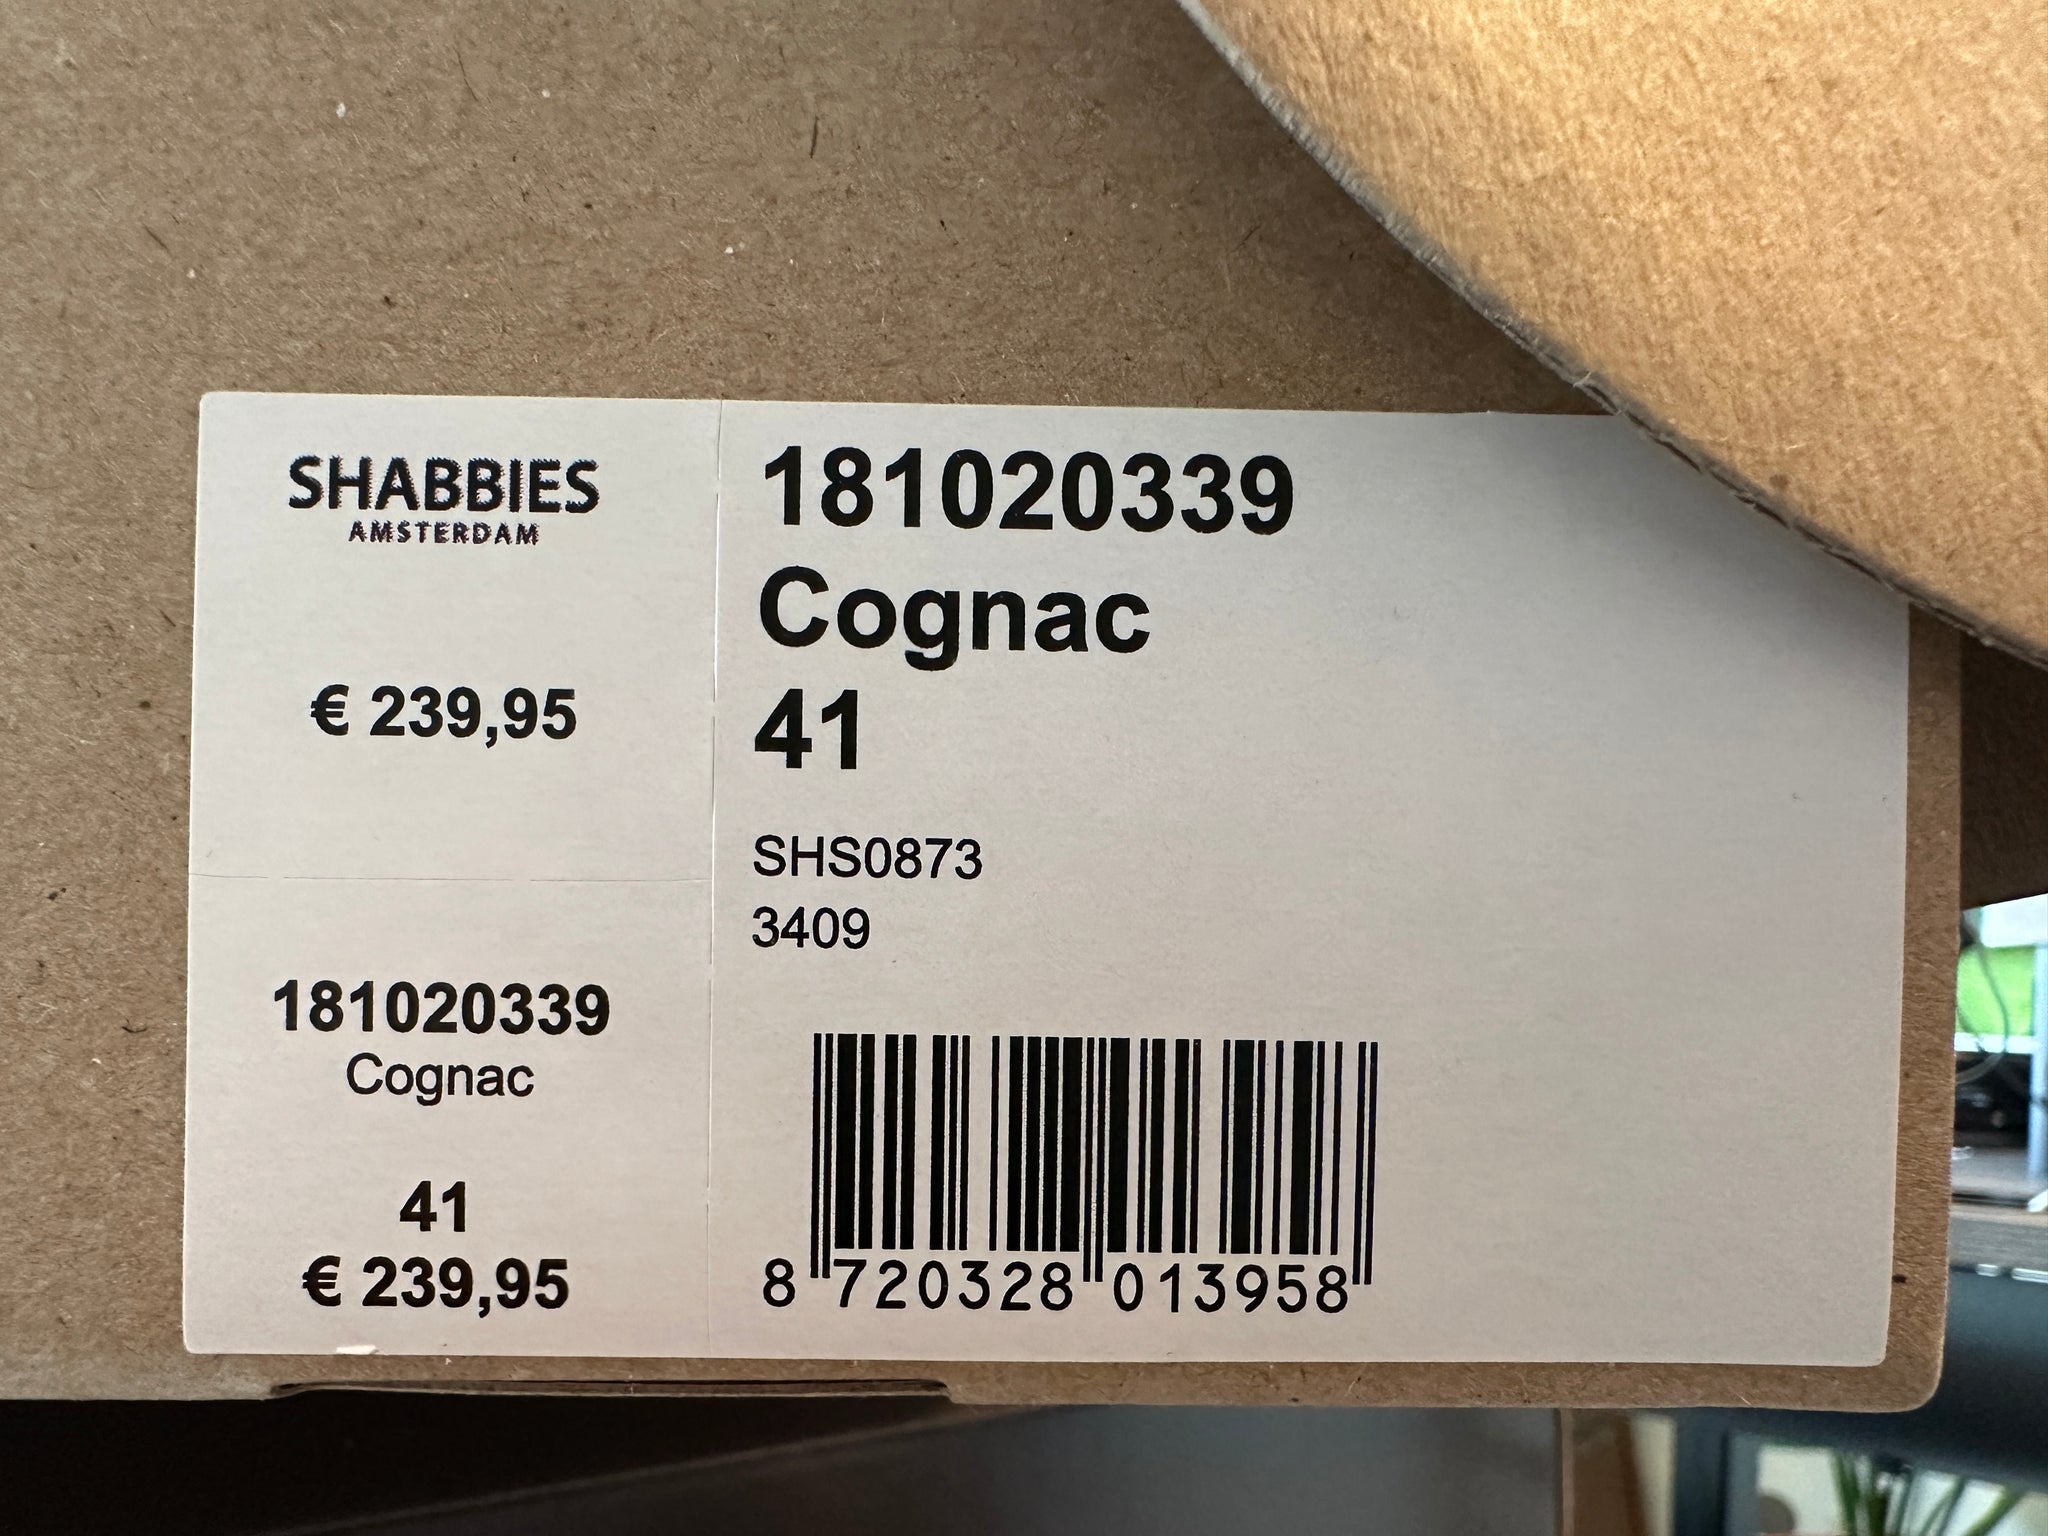 SHABBIES
AMSTERDAM
€ 239,95
181020339
Cognac
41
€ 239,95
181020339
Cognac
41
SHS0873
3409
8 720328 013958